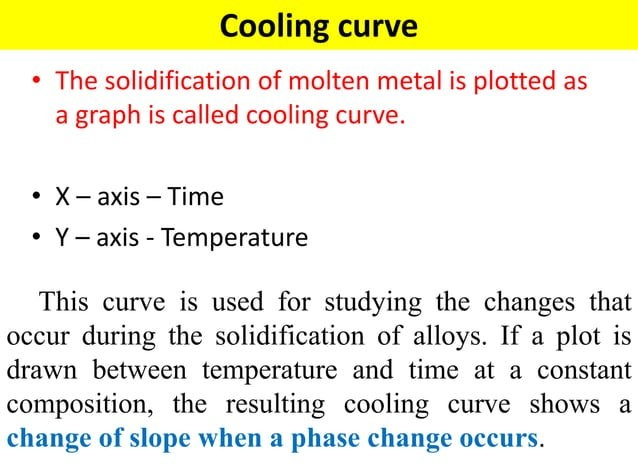 Cooling curve
• The solidification of molten metal is plotted as
a graph is called cooling curve.
• X – axis – Time
• Y – axis - Temperature
This curve is used for studying the changes that
occur during the solidification of alloys. If a plot is
drawn between temperature and time at a constant
composition, the resulting cooling curve shows a
change of slope when a phase change occurs.